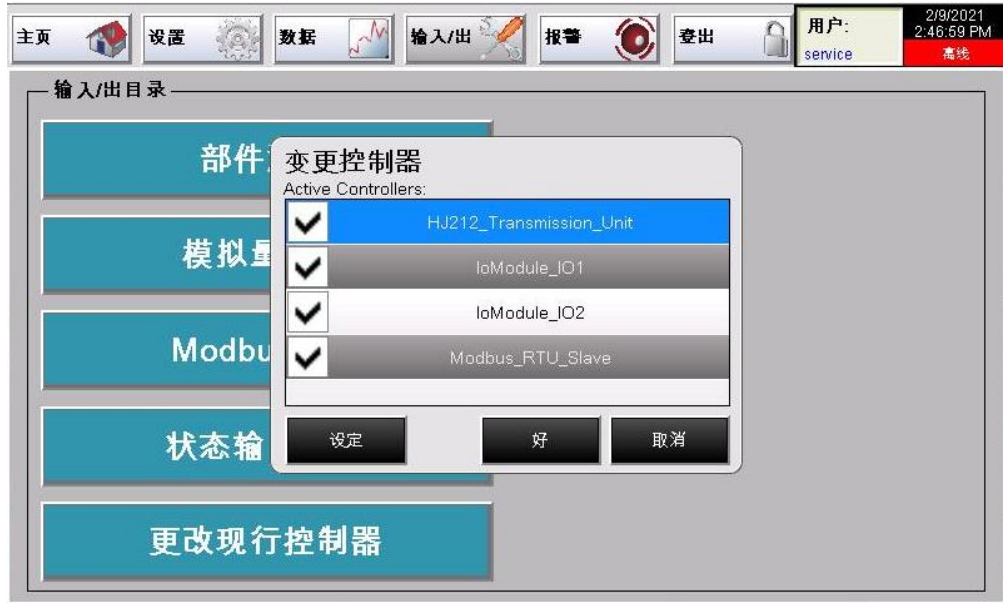 主页
设置
数据
输入/出
报警
登出
用户:
service
2/9/2021
2:46:59 PM
离线
输入/出目录
部件
模拟量
Modbu
状态输
更改现行控制器
变更控制器
Active Controllers:
HJ212_Transmission_Unit
IoModule_IO1
IoModule_IO2
Modbus_RTU_Slave
设定
好
取消